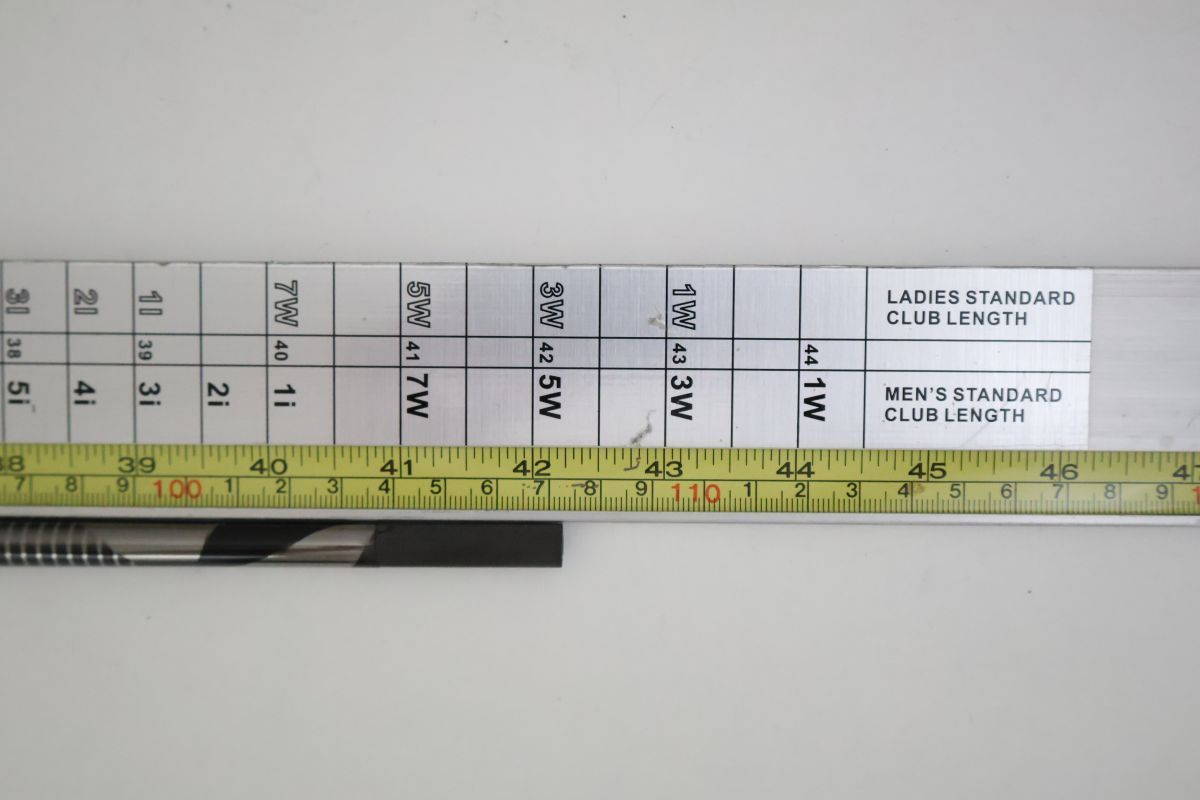 3I 2I 1I 7W 5W 3W 1W LADIES STANDARD
CLUB LENGTH
38 39 40 41 42 43 44
5i 4i 3i 2i 1i 7W 5W 3W 1W MEN'S STANDARD
CLUB LENGTH
38 39 40 41 42 43 44 45 46
7 8 9 100 1 2 3 4 5 6 7 8 9 110 1 2 3 4 5 6 7 8 9